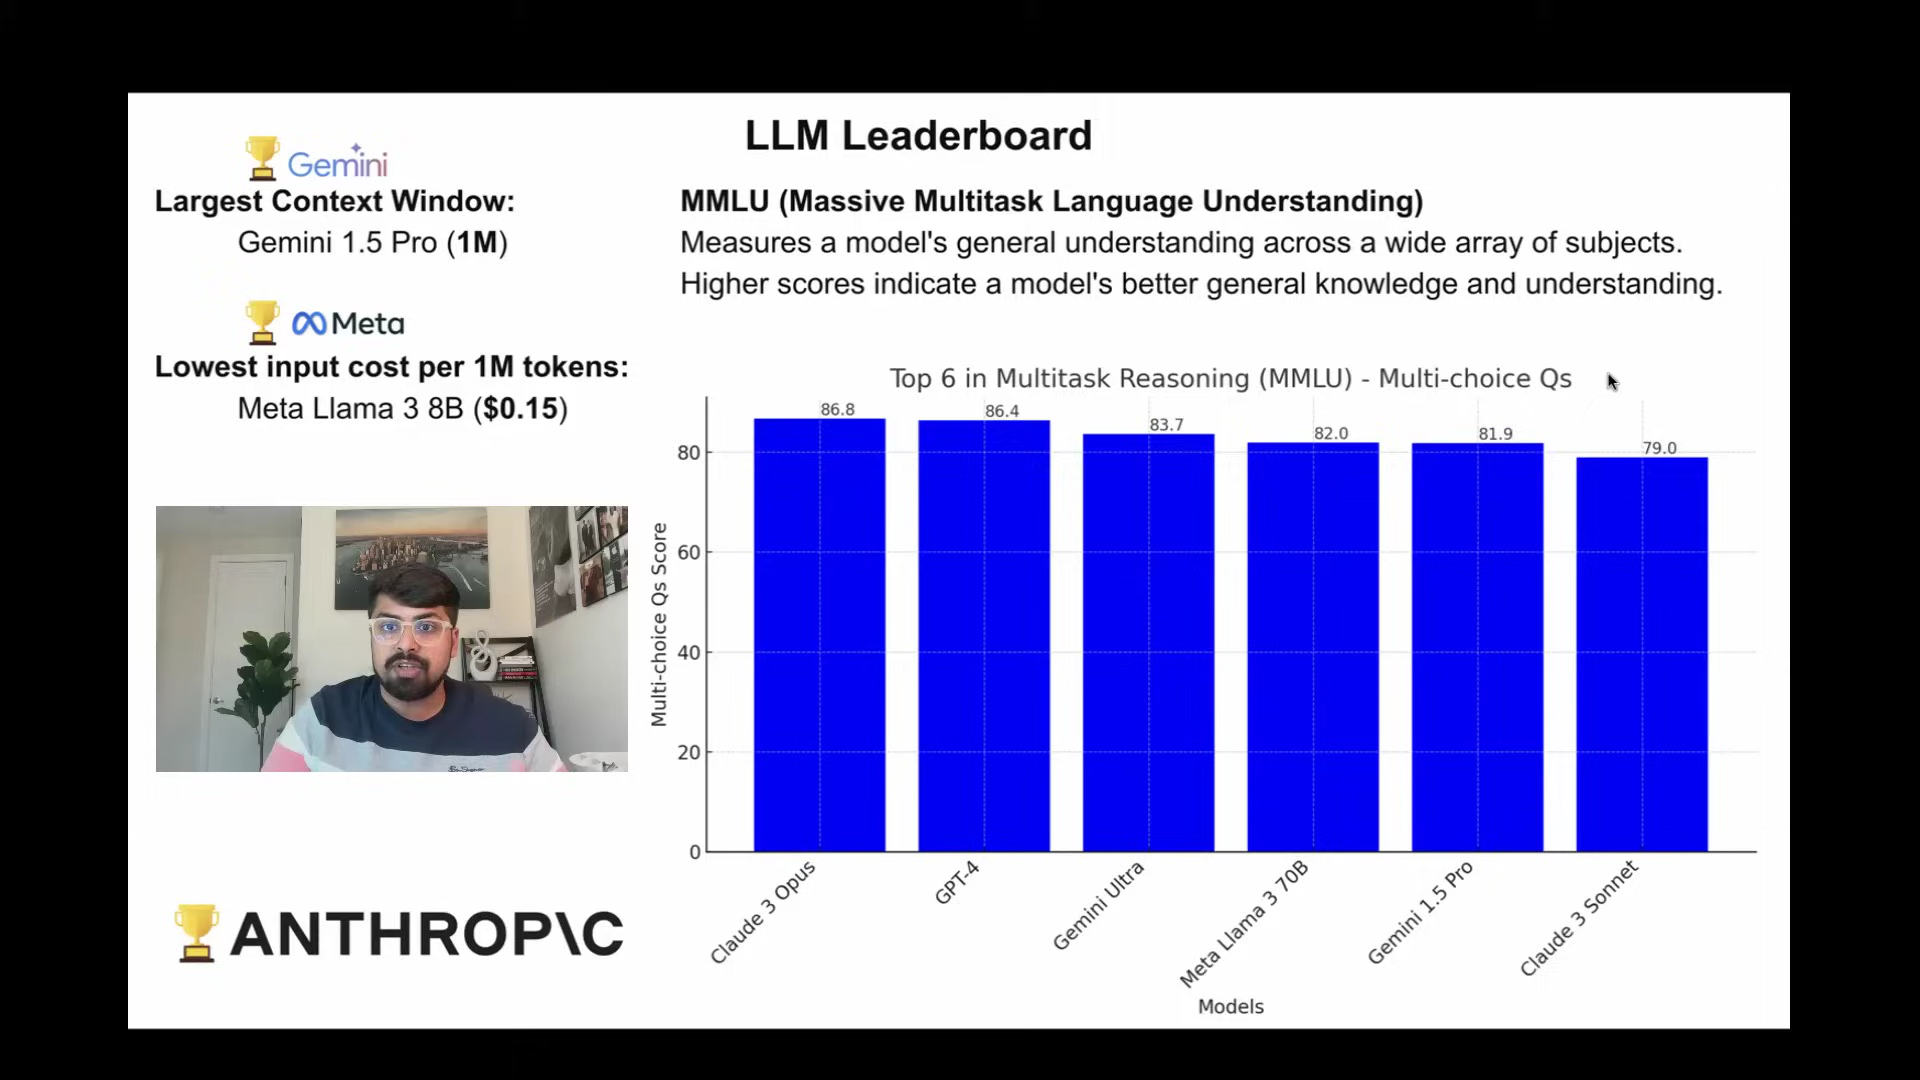 LLM Leaderboard
Gemini
Largest Context Window:
Gemini 1.5 Pro (1M)
Meta
Lowest input cost per 1M tokens:
Meta Llama 3 8B ($0.15)
ANTHROP\C
MMLU (Massive Multitask Language Understanding)
Measures a model's general understanding across a wide array of subjects.
Higher scores indicate a model's better general knowledge and understanding.
Top 6 in Multitask Reasoning (MMLU) - Multi-choice Qs
86.8
86.4
83.7
82.0
81.9
79.0
Multi-choice Qs Score
80
60
40
20
0
Claude 3 Opus
GPT-4
Gemini Ultra
Meta Llama 3 70B
Gemini 1.5 Pro
Claude 3 Sonnet
Models